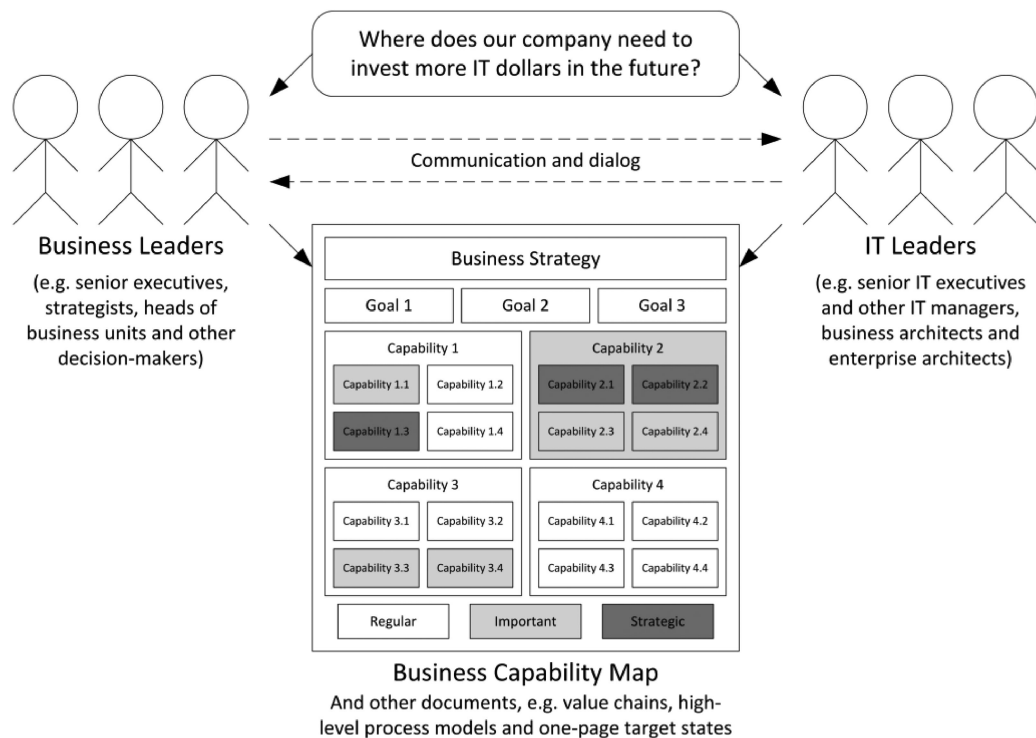 Where does our company need to
invest more IT dollars in the future?
Communication and dialog
Business Leaders
(e.g. senior executives,
strategists, heads of
business units and other
decision-makers)
IT Leaders
(e.g. senior IT executives
and other IT managers,
business architects and
enterprise architects)
Business Strategy
Goal 1
Goal 2
Goal 3
Capability 1
Capability 1.1
Capability 1.2
Capability 1.3
Capability 1.4
Capability 2
Capability 2.1
Capability 2.2
Capability 2.3
Capability 2.4
Capability 3
Capability 3.1
Capability 3.2
Capability 3.3
Capability 3.4
Capability 4
Capability 4.1
Capability 4.2
Capability 4.3
Capability 4.4
Regular
Important
Strategic
Business Capability Map
And other documents, e.g. value chains, high-
level process models and one-page target states